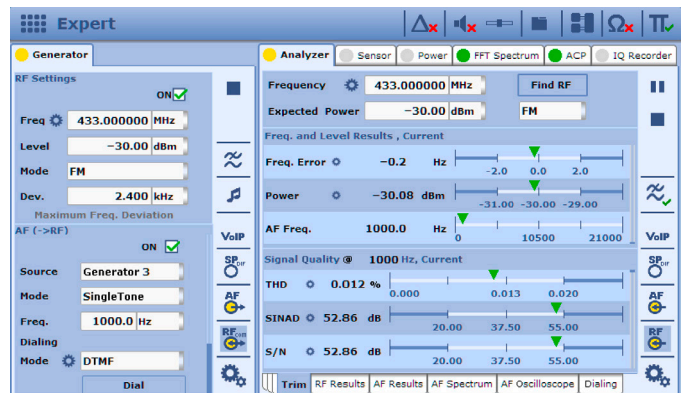 Expert
Generator
RF Settings
ON
Freq 433.000000 MHz
Level -30.00 dBm
Mode FM
Dev. 2.400 kHz
Maximum Freq. Deviation
AF (->RF)
ON
Source Generator 3
Mode SingleTone
Freq. 1000.0 Hz
Dialing
Mode DTMF
Dial
VoIP
SP DIr
AF
RF con
Analyzer Sensor Power FFT Spectrum ACP IQ Recorder
Frequency 433.000000 MHz Find RF
Expected Power -30.00 dBm FM
Freq. and Level Results , Current
Freq. Error -0.2 Hz
-2.0 0.0 2.0
Power -30.08 dBm
-31.00 -30.00 -29.00
AF Freq. 1000.0 Hz
0 10500 21000
Signal Quality @ 1000 Hz, Current
THD 0.012 %
0.000 0.013 0.020
SINAD 52.86 dB
20.00 37.50 55.00
S/N 52.86 dB
20.00 37.50 55.00
Trim RF Results AF Results AF Spectrum AF Oscilloscope Dialing
VoIP
SP DIr
AF
RF